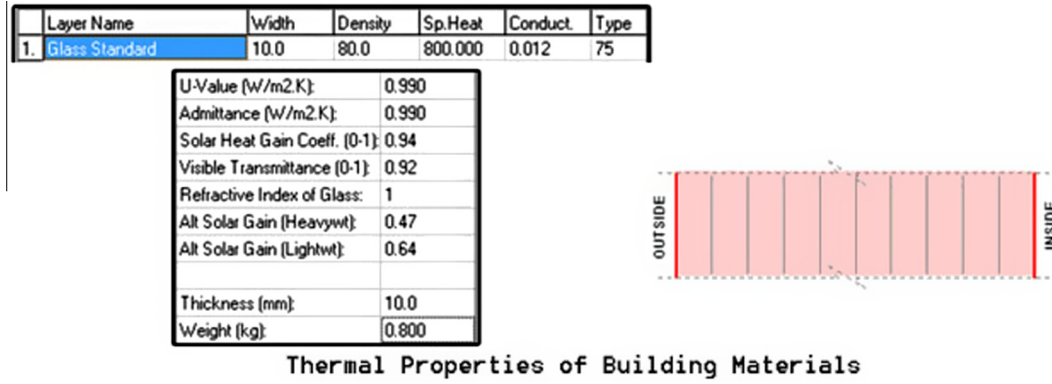 Layer Name Width Density Sp.Heat Conduct. Type
1. Glass Standard 10.0 80.0 800.000 0.012 75
U-Value (W/m2.K): 0.990
Admittance (W/m2.K): 0.990
Solar Heat Gain Coeff. (0-1): 0.94
Visible Transmittance (0-1): 0.92
Refractive Index of Glass: 1
Alt Solar Gain (Heavywt): 0.47
Alt Solar Gain (Lightwt): 0.64
Thickness (mm): 10.0
Weight (kg): 0.800
OUTSIDE
INSIDE
Thermal Properties of Building Materials